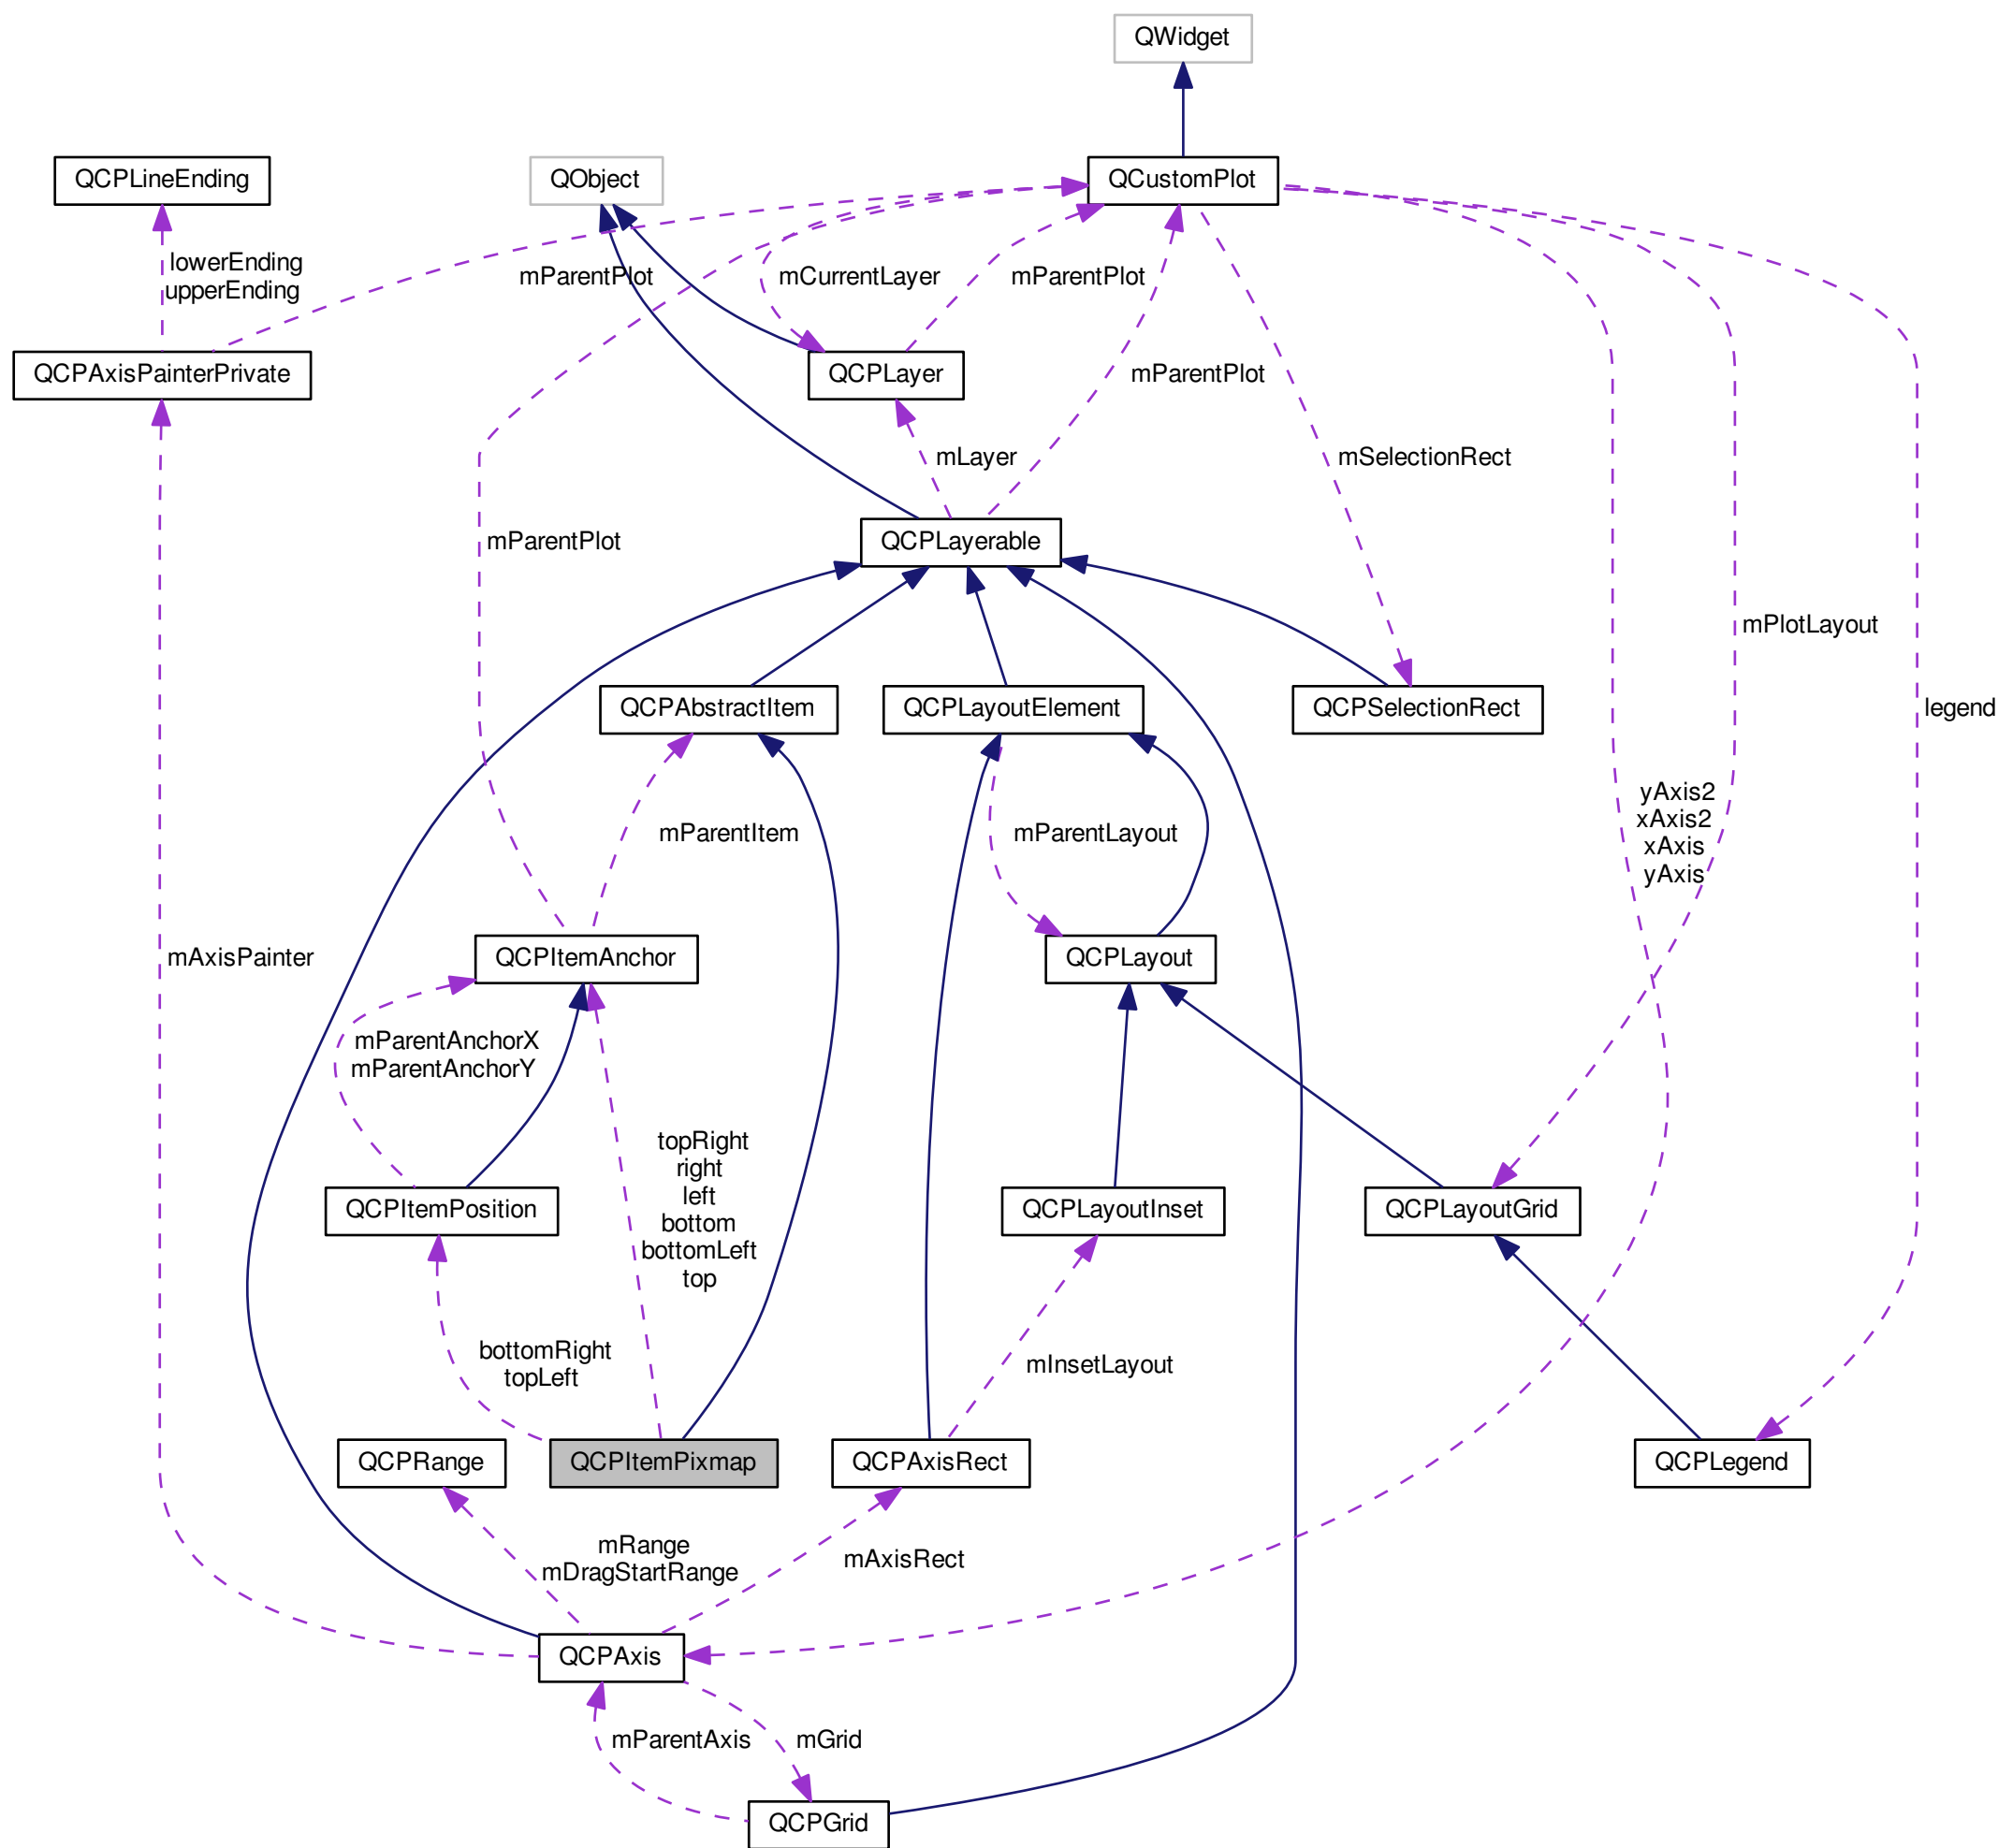 QWidget
QCPLineEnding
QObject
QCustomPlot
lowerEnding
upperEnding
mParentPlot
mCurrentLayer
mParentPlot
QCPAxisPainterPrivate
QCPLayer
mParentPlot
mLayer
mSelectionRect
mParentPlot
QCPLayerable
mPlotLayout
QCPAbstractItem
QCPLayoutElement
QCPSelectionRect
legend
mParentItem
mParentLayout
yAxis2
xAxis2
xAxis
yAxis
mAxisPainter
QCPItemAnchor
QCPLayout
mParentAnchorX
mParentAnchorY
topRight
right
left
bottom
bottomLeft
top
QCPItemPosition
QCPLayoutInset
QCPLayoutGrid
bottomRight
topLeft
mInsetLayout
QCPRange
QCPItemPixmap
QCPAxisRect
QCPLegend
mRange
mDragStartRange
mAxisRect
QCPAxis
mParentAxis
mGrid
QCPGrid